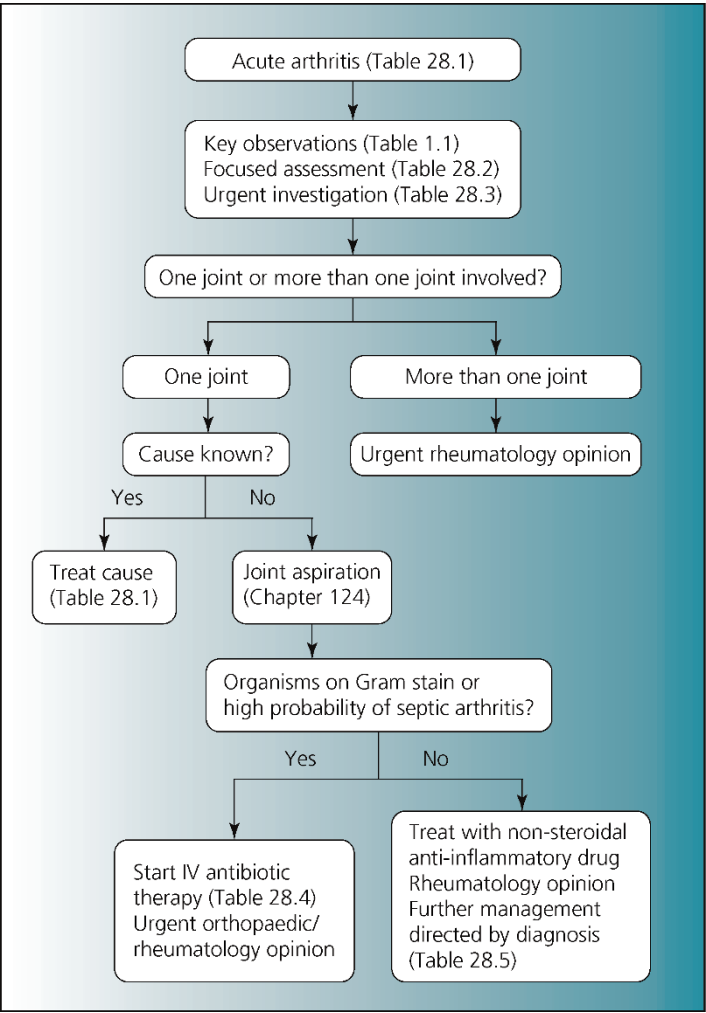 Acute arthritis (Table 28.1)
Key observations (Table 1.1)
Focused assessment (Table 28.2)
Urgent investigation (Table 28.3)
One joint or more than one joint involved?
One joint
More than one joint
Cause known?
Urgent rheumatology opinion
Yes
No
Treat cause
(Table 28.1)
Joint aspiration
(Chapter 124)
Organisms on Gram stain or
high probability of septic arthritis?
Yes
No
Start IV antibiotic
therapy (Table 28.4)
Urgent orthopaedic/
rheumatology opinion
Treat with non-steroidal
anti-inflammatory drug
Rheumatology opinion
Further management
directed by diagnosis
(Table 28.5)